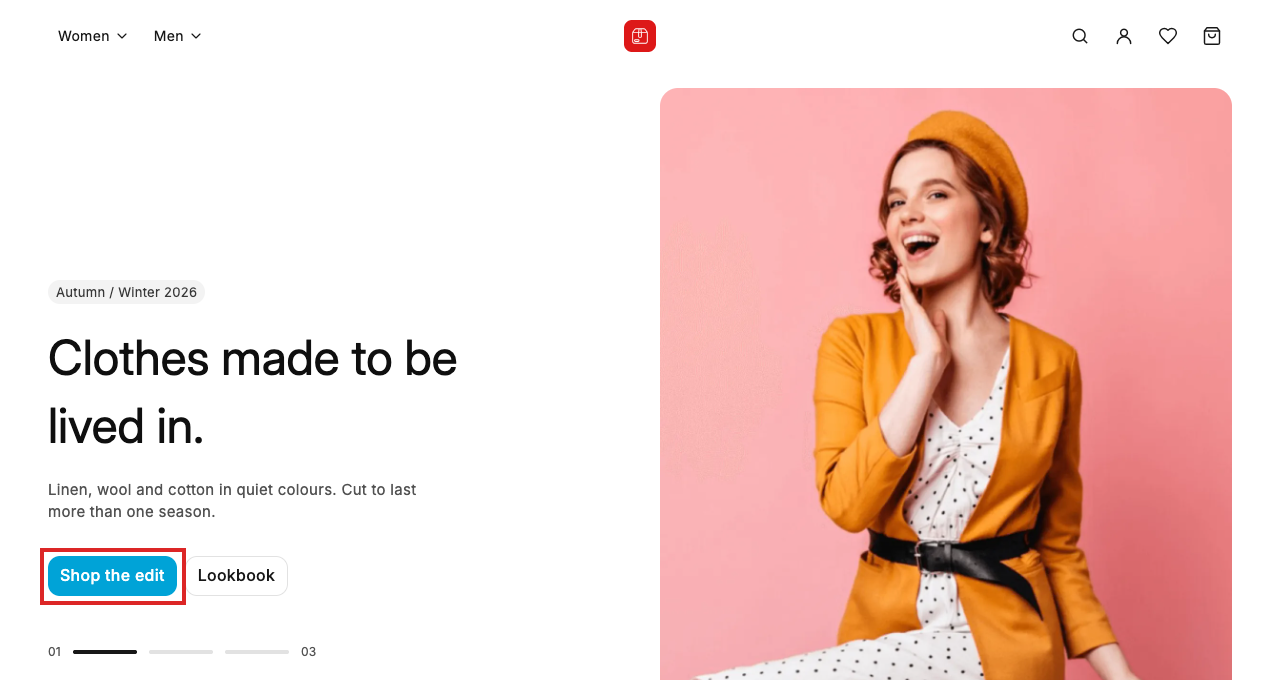 Women
Men
Autumn / Winter 2026
Clothes made to be
lived in.
Linen, wool and cotton in quiet colours. Cut to last
more than one season.
Shop the edit
Lookbook
01
03